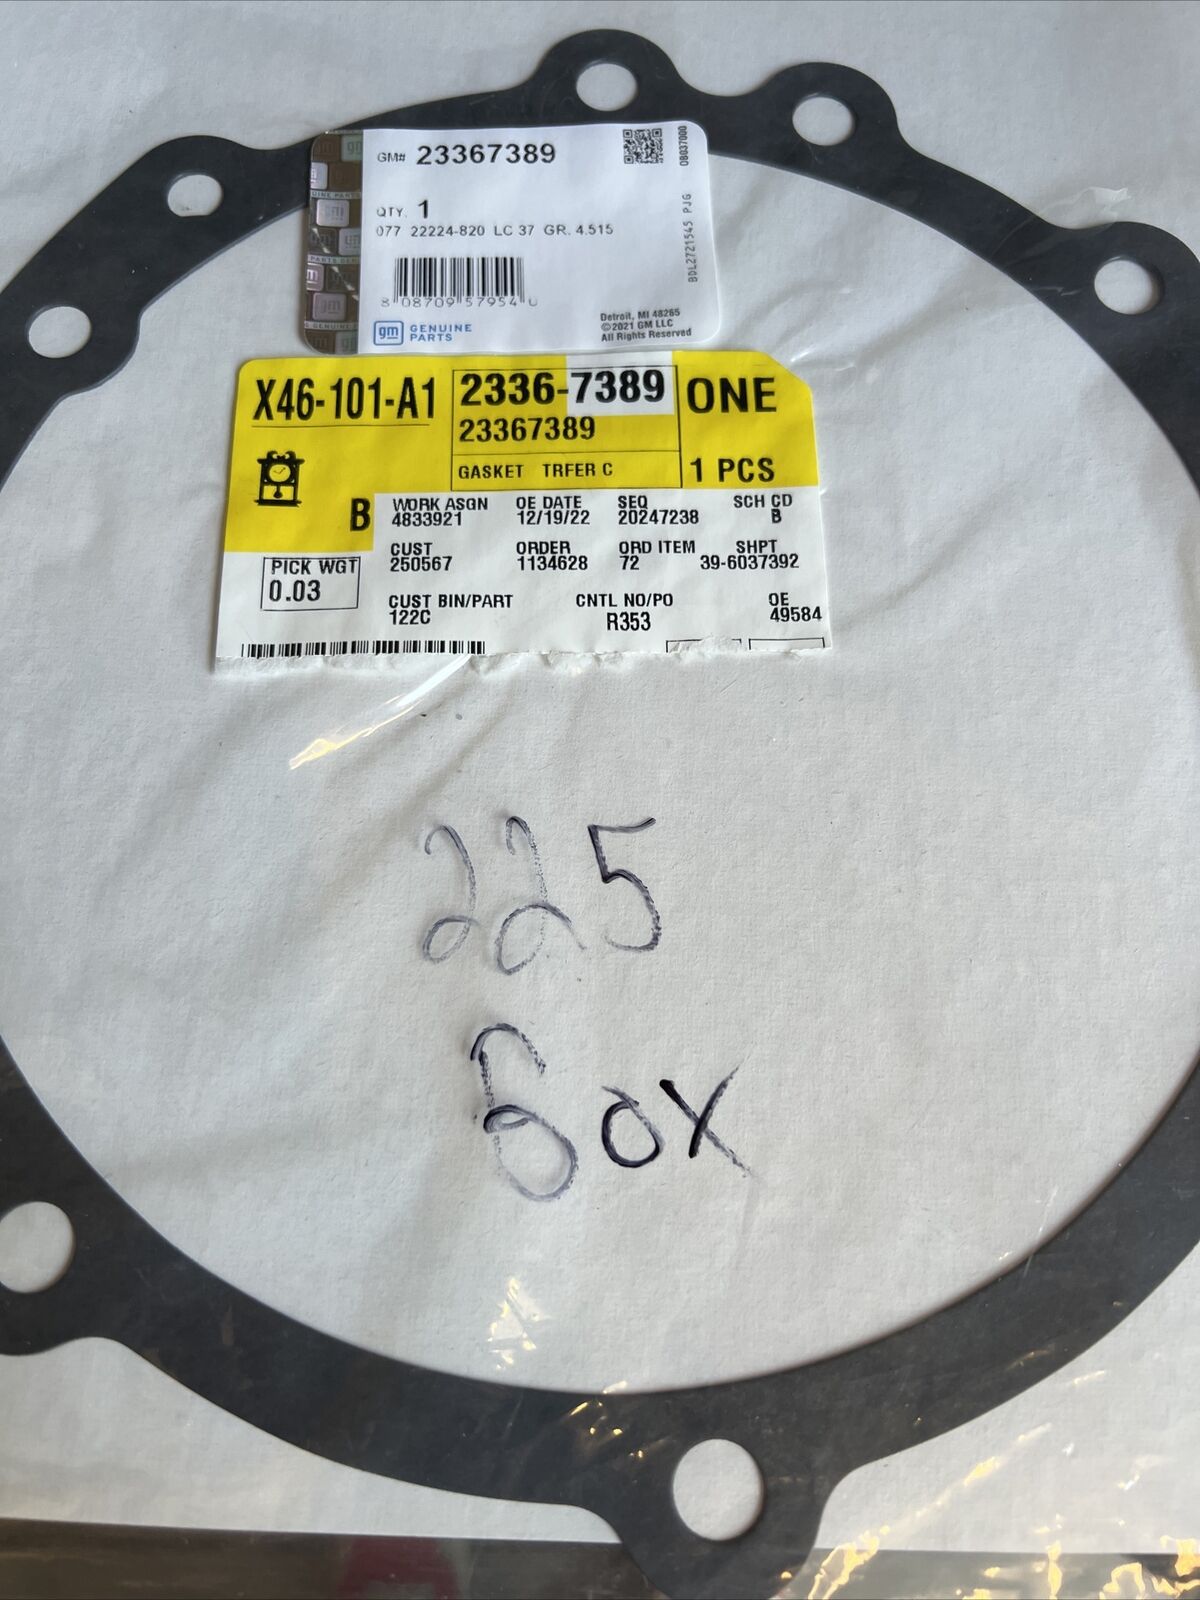 GM# 23367389
08037000
QTY. 1
077 22224-820 LC 37 GR. 4.515
BDL2721545 PJG
8 08709 57954 0
gm GENUINE PARTS
Detroit, MI 48265
©2021 GM LLC
All Rights Reserved
X46-101-A1
2336-7389
23367389
GASKET TRFER C
ONE
1 PCS
B
PICK WGT
0.03
WORK ASGN OE DATE SEQ SCH CD
4833921 12/19/22 20247238 B
CUST ORDER ORD ITEM SHPT
250567 1134628 72 39-6037392
CUST BIN/PART CNTL NO/PO OE
122C R353 49584
225
Box